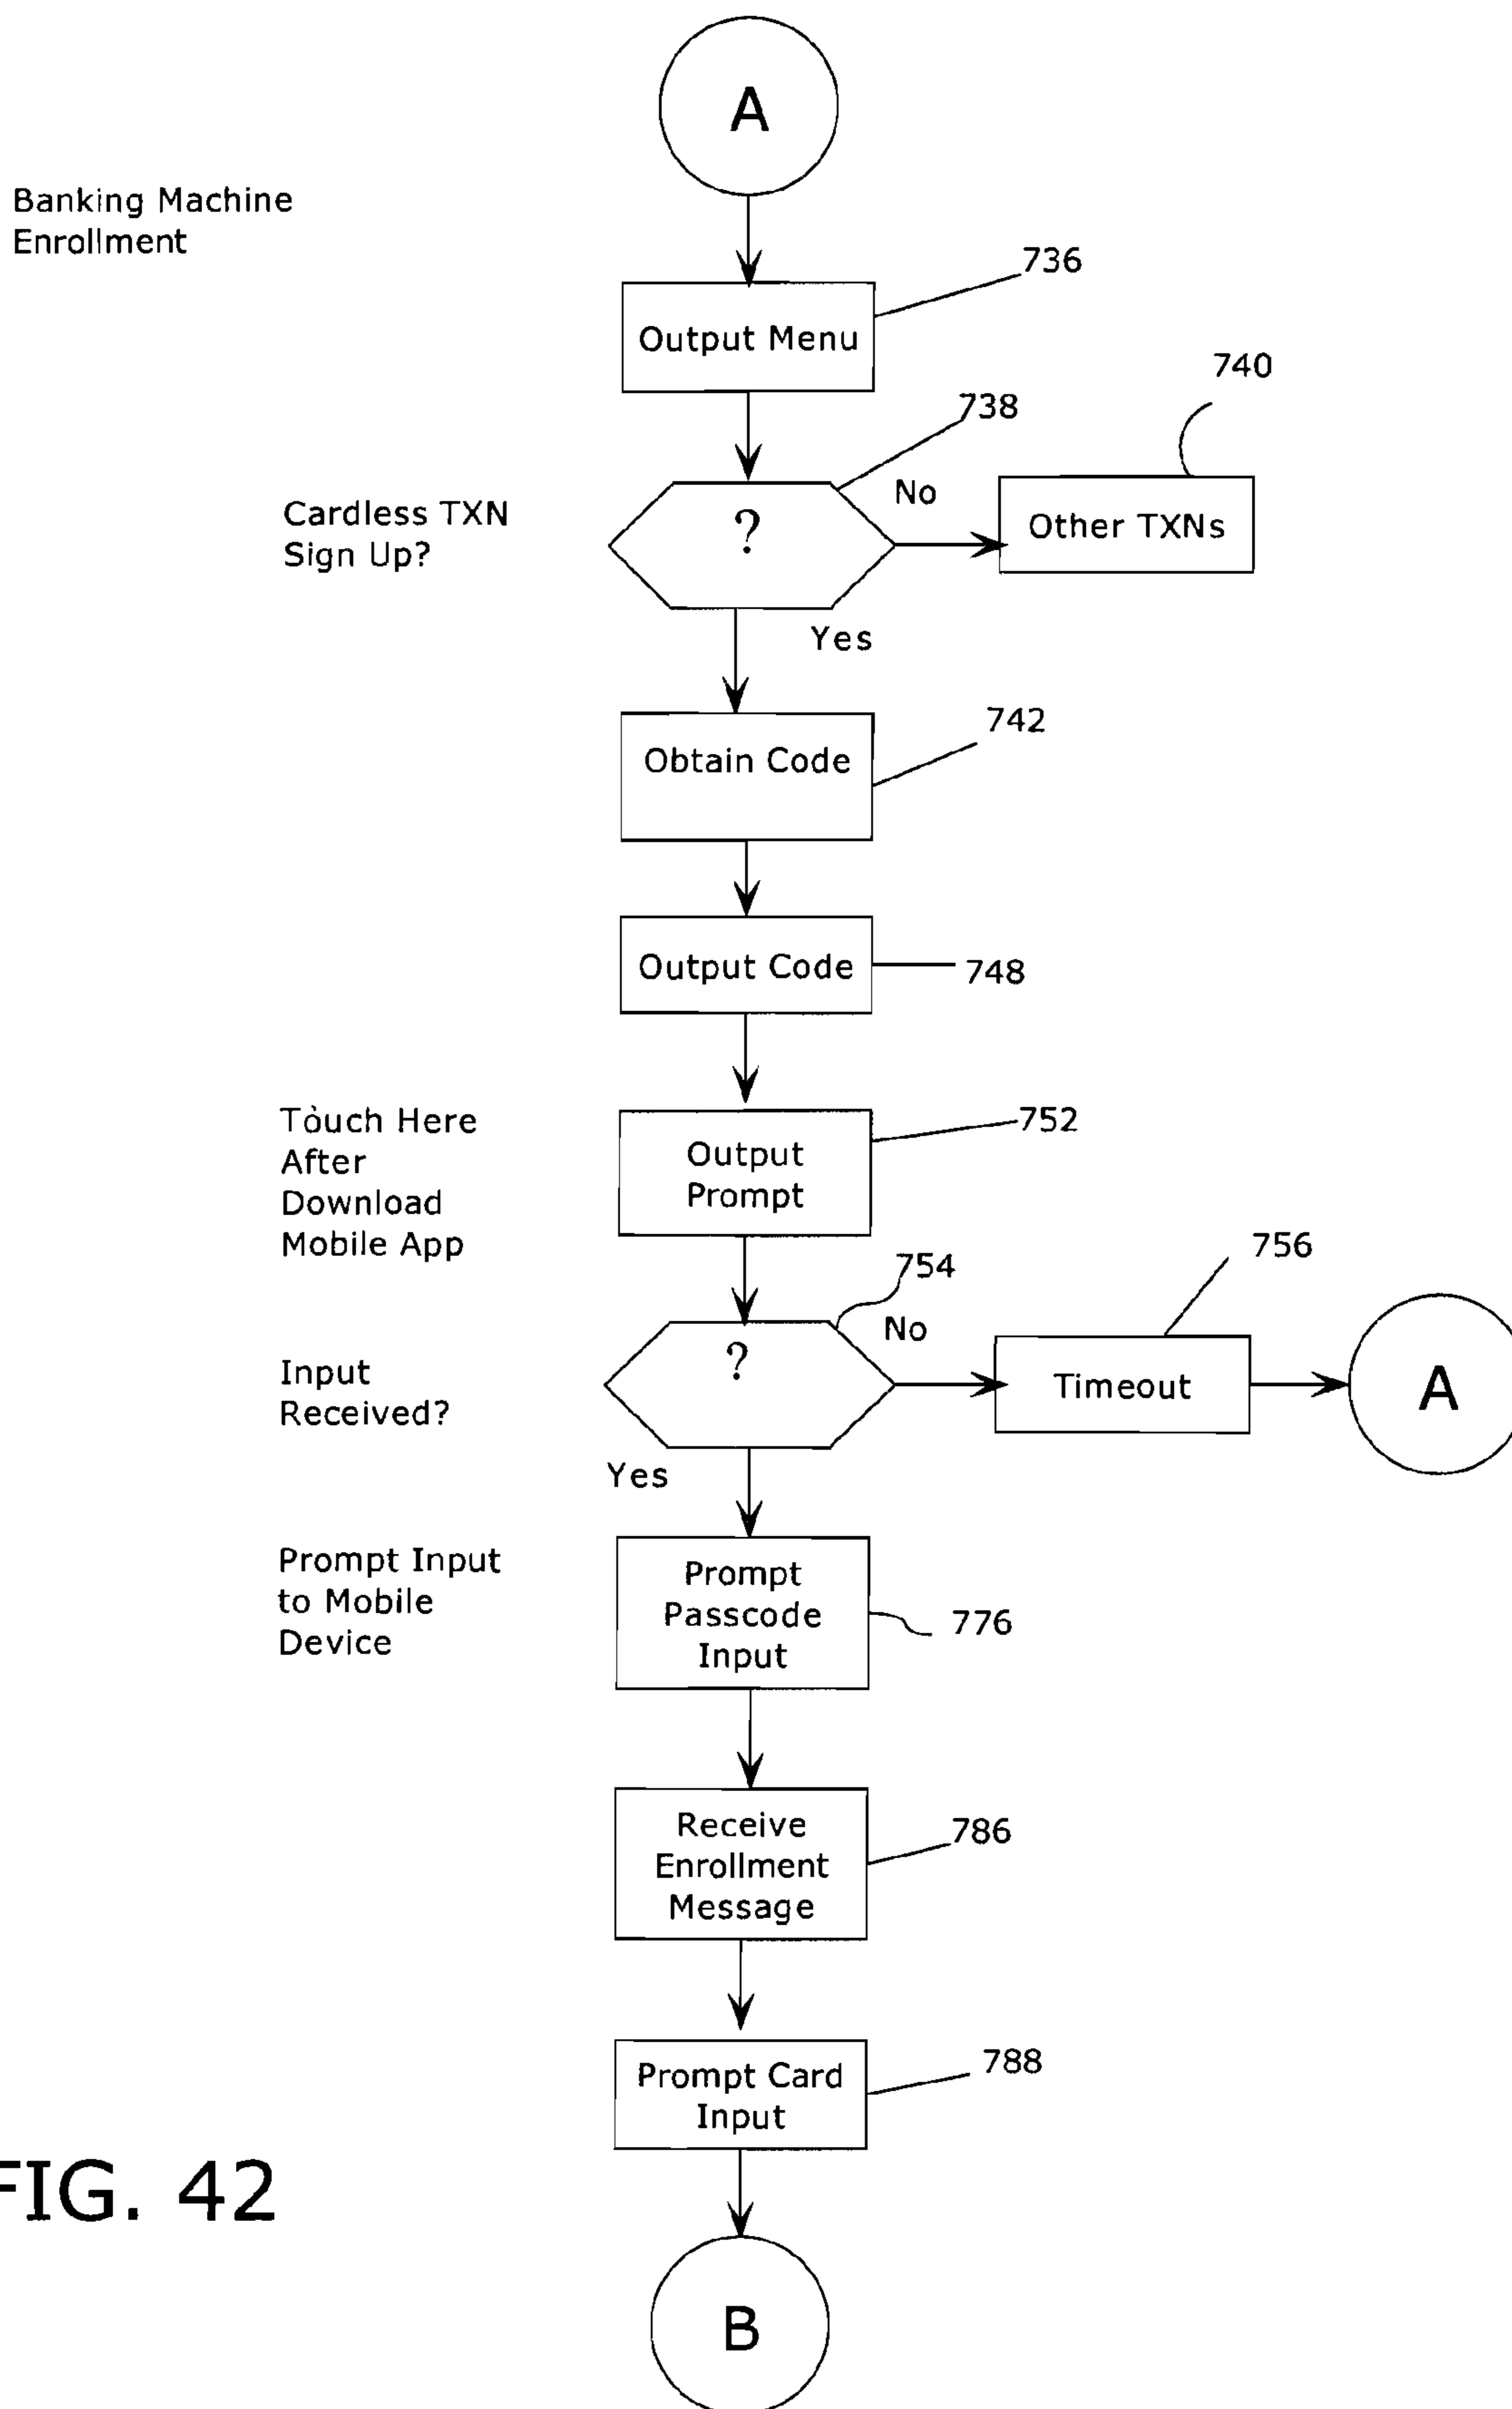 A
Banking Machine
Enrollment
736
Output Menu
740
738
Cardless TXN
Sign Up?
?
No
Other TXNs
Yes
742
Obtain Code
Output Code
748
Touch Here
After
Download
Mobile App
752
Output
Prompt
754
756
Input
Received?
?
No
Timeout
A
Yes
Prompt Input
to Mobile
Device
Prompt
Passcode
Input
776
Receive
Enrollment
Message
786
Prompt Card
Input
788
FIG. 42
B